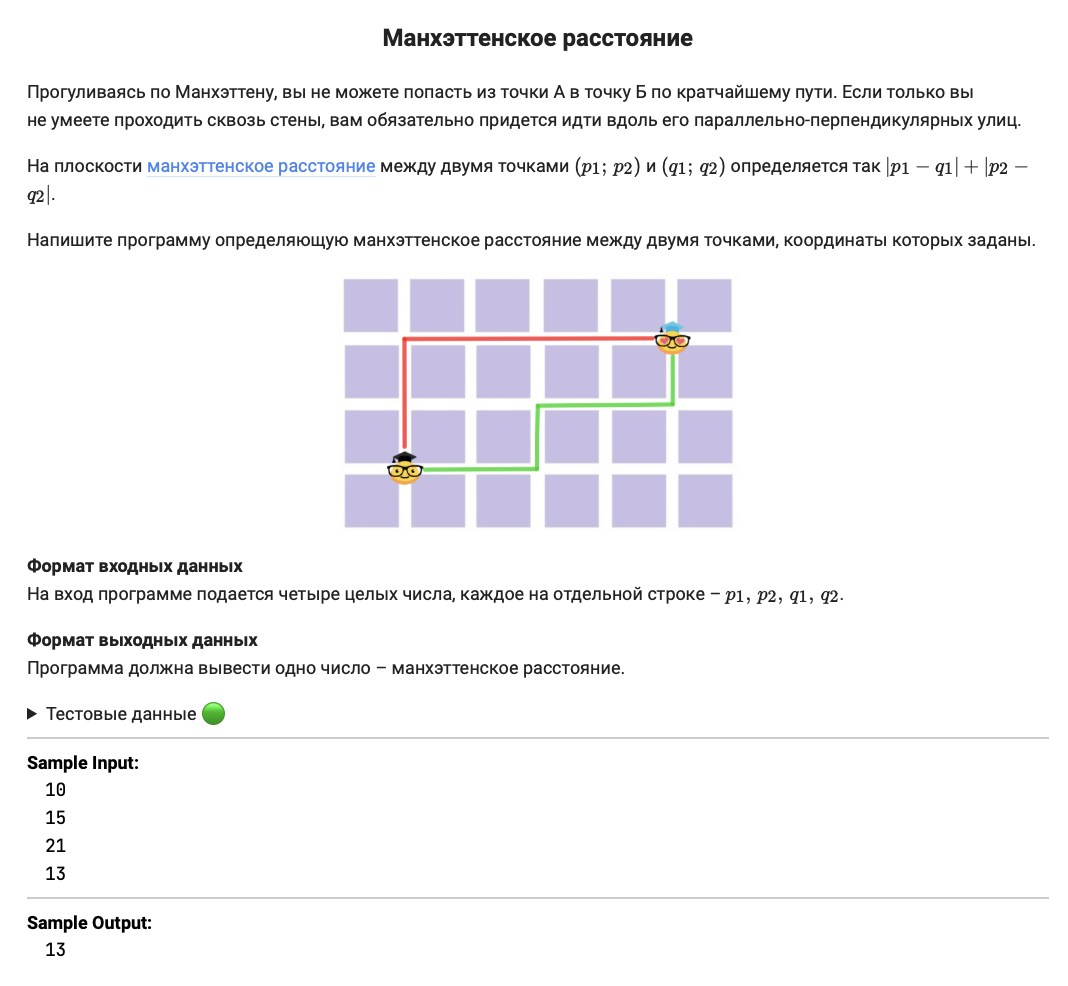 Манхэттенское расстояние
Прогуливаясь по Манхэттену, вы не можете попасть из точки А в точку Б по кратчайшему пути. Если только вы
не умеете проходить сквозь стены, вам обязательно придется идти вдоль его параллельно-перпендикулярных улиц.
На плоскости манхэттенское расстояние между двумя точками (p1; p2) и (q1; q2) определяется так |p1 − q1| + |p2 −
q2|.
Напишите программу определяющую манхэттенское расстояние между двумя точками, координаты которых заданы.
Формат входных данных
На вход программе подается четыре целых числа, каждое на отдельной строке – p1, p2, q1, q2.
Формат выходных данных
Программа должна вывести одно число – манхэттенское расстояние.
Тестовые данные
Sample Input:
10
15
21
13
Sample Output:
13